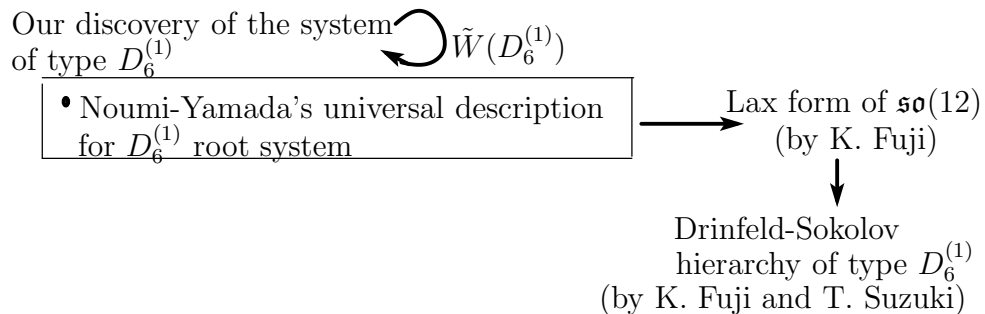 Our discovery of the system
of type $D_6^{(1)}$
$\tilde{W}(D_6^{(1)})$
• Noumi-Yamada's universal description
for $D_6^{(1)}$ root system
Lax form of $\mathfrak{so}(12)$
(by K. Fuji)
Drinfeld-Sokolov
hierarchy of type $D_6^{(1)}$
(by K. Fuji and T. Suzuki)